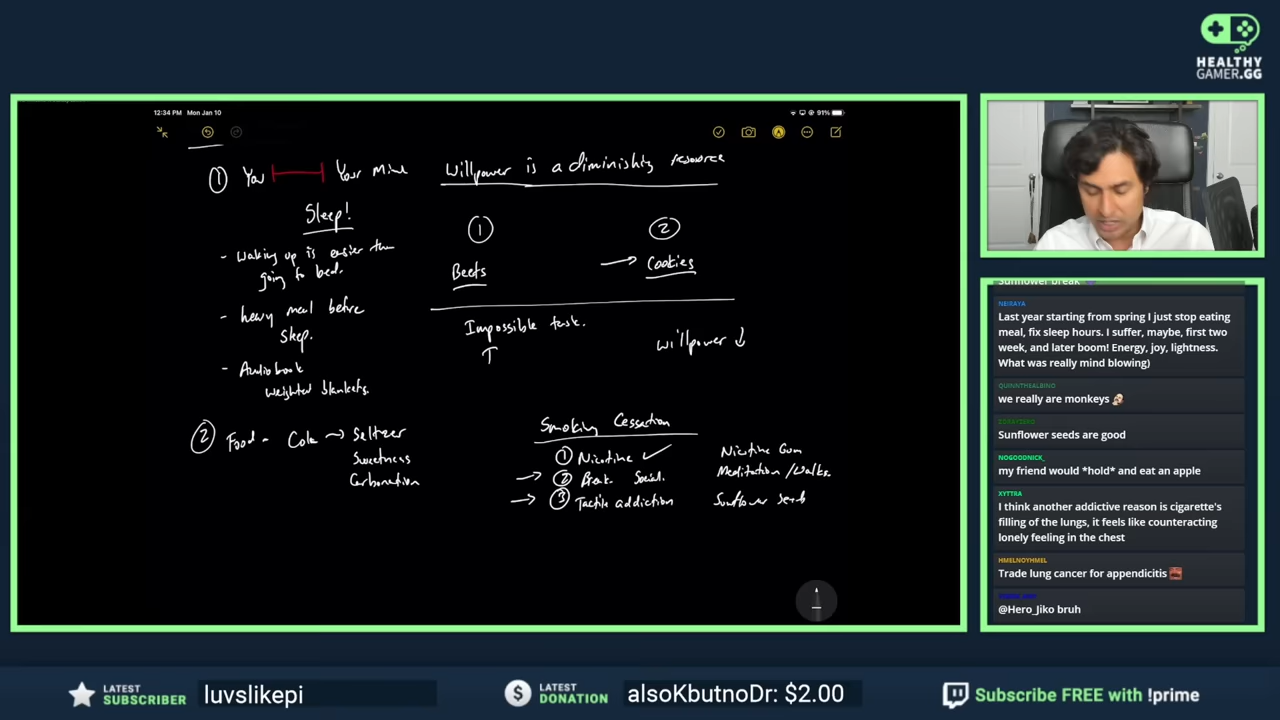 HEALTHY
GAMER.GG
12:34 PM Mon Jan 10
91%
① You Your Mind Willpower is a diminishing resource
Sleep!
- Waking up is easier than
going to bed.
- heavy meal before
Sleep.
- Audiobook
weighted blankets.
① ②
Beets Cookies
Impossible task.
willpower ↓
② Food - Cola → Seltzer
Sweetness
Carbonation
Smoking Cessation
① Nicotine ✓ Nicotine Gum
→ ② Break. Social. Meditation / Walks
→ ③ Tactile addiction Sunflower seeds
Sunflower break
NEIRAYA
Last year starting from spring I just stop eating
meal, fix sleep hours. I suffer, maybe, first two
week, and later boom! Energy, joy, lightness.
What was really mind blowing)
QUINNTHEALBINO
we really are monkeys
Sunflower seeds are good
NOGOODNICK_
my friend would *hold* and eat an apple
XYTTRA
I think another addictive reason is cigarette's
filling of the lungs, it feels like counteracting
lonely feeling in the chest
HMELNOYHMEL
Trade lung cancer for appendicitis
@Hero_Jiko bruh
LATEST
SUBSCRIBER
luvslikepi
LATEST
DONATION
alsoKbutnoDr: $2.00
Subscribe FREE with !prime